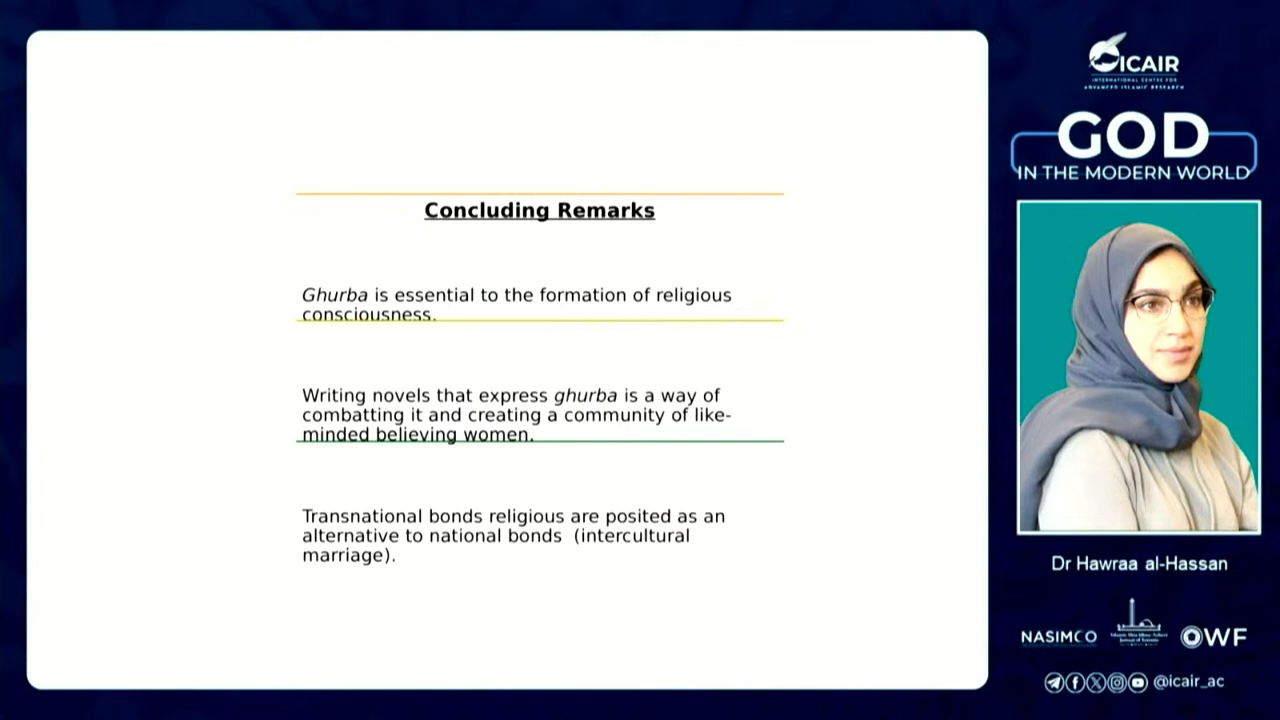 Concluding Remarks
Ghurba is essential to the formation of religious
consciousness.
Writing novels that express ghurba is a way of
combatting it and creating a community of like-
minded believing women.
Transnational bonds religious are posited as an
alternative to national bonds (intercultural
marriage).
ICAIR
INTERNATIONAL CENTRE FOR
ADVANCED ISLAMIC RESEARCH
GOD
IN THE MODERN WORLD
Dr Hawraa al-Hassan
NASIMCO
OWF
@icair_ac